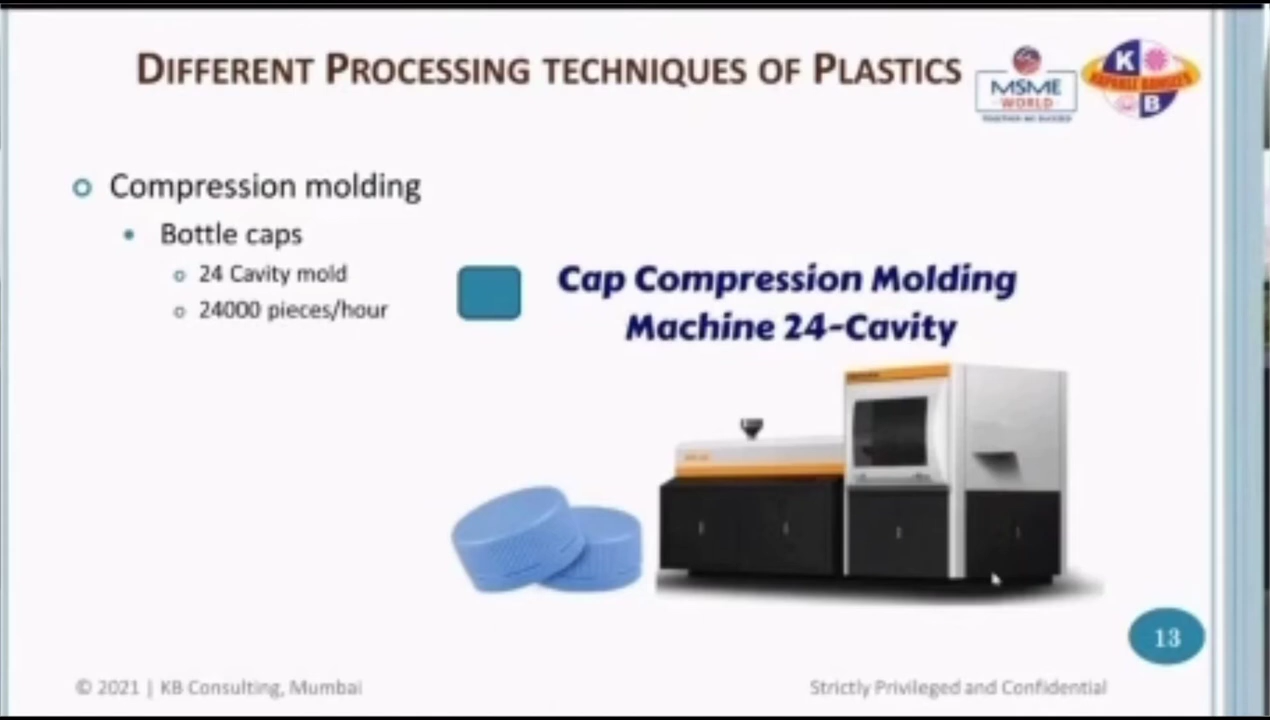 DIFFERENT PROCESSING TECHNIQUES OF PLASTICS
MSME
WORLD
K
B
Compression molding
Bottle caps
24 Cavity mold
24000 pieces/hour
Cap Compression Molding
Machine 24-Cavity
13
© 2021 | KB Consulting, Mumbai
Strictly Privileged and Confidential